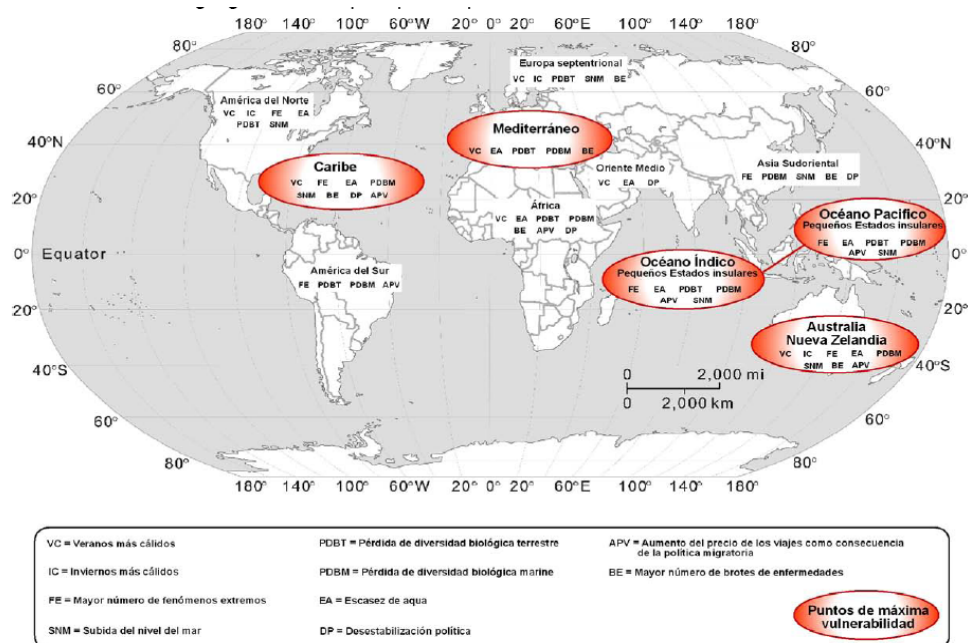 180° 140° 100° 60°W 20° 0° 20° 60°E 100° 140° 180°
80°
80°
60°
60°
40°N
40°N
20°
20°
0°
Equator
0°
20°
20°
40°S
40°S
60°
60°
80°
80°
180° 140° 100° 60°W 20° 0° 20° 60°E 100° 140° 180°
Europa septentrional
VC IC PDBT SNM BE
América del Norte
VC IC FE EA
PDBT SNM
Mediterráneo
VC EA PDBT PDBM BE
Caribe
VC FE EA PDBM
SNM BE DP APV
Oriente Medio
VC EA DP
Asia Sudoriental
FE PDBM SNM BE DP
África
VC EA PDBT PDBM
BE APV DP
Océano Pacifico
Pequeños Estados insulares
FE EA PDBT PDBM
APV SNM
Océano Índico
Pequeños Estados insulares
FE EA PDBT PDBM
APV SNM
América del Sur
FE PDBT PDBM APV
Australia
Nueva Zelandia
VC IC FE EA PDBM
SNM BE APV
0 2,000 mi
0 2,000 km
VC = Veranos más cálidos
IC = Inviernos más cálidos
FE = Mayor número de fenómenos extremos
SNM = Subida del nivel del mar
PDBT = Pérdida de diversidad biológica terrestre
PDBM = Pérdida de diversidad biológica marine
EA = Escasez de aqua
DP = Desestabilización política
APV = Aumento del precio de los viajes como consecuencia
de la política migratoria
BE = Mayor número de brotes de enfermedades
Puntos de máxima
vulnerabilidad